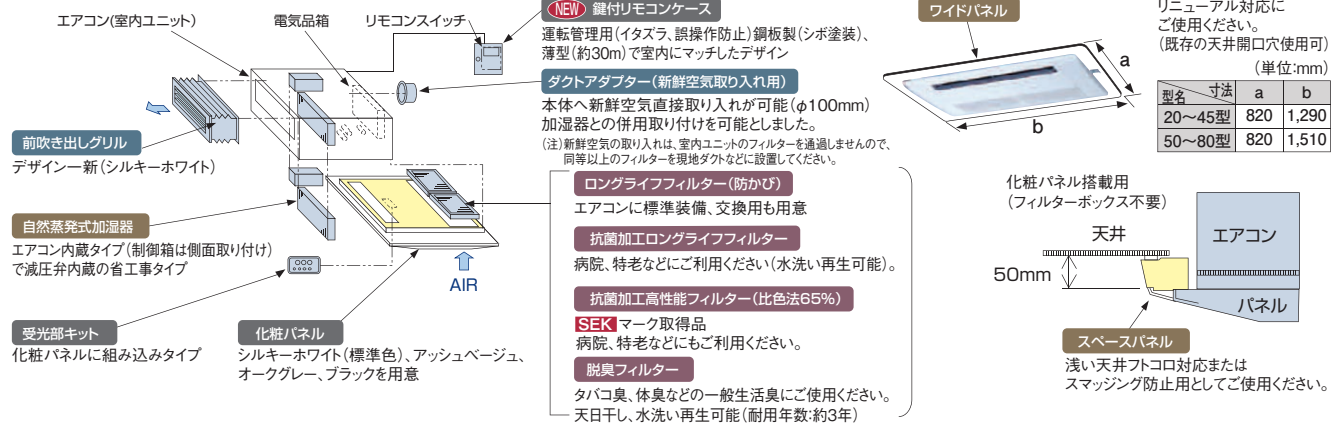 エアコン(室内ユニット)
電気品箱
リモコンスイッチ
NEW 鍵付リモコンケース
運転管理用(イタズラ、誤操作防止)鋼板製(シボ塗装)、
薄型(約30m)で室内にマッチしたデザイン
ダクトアダプター(新鮮空気取り入れ用)
本体へ新鮮空気直接取り入れが可能(φ100mm)
加湿器との併用取り付けを可能としました。
(注)新鮮空気の取り入れは、室内ユニットのフィルターを通過しませんので、
同等以上のフィルターを現地ダクトなどに設置してください。
前吹き出しグリル
デザイン一新(シルキーホワイト)
自然蒸発式加湿器
エアコン内蔵タイプ(制御箱は側面取り付け)
で減圧弁内蔵の省工事タイプ
AIR
受光部キット
化粧パネルに組み込みタイプ
化粧パネル
シルキーホワイト(標準色)、アッシュベージュ、
オークグレー、ブラックを用意
ロングライフフィルター(防かび)
エアコンに標準装備、交換用も用意
抗菌加工ロングライフフィルター
病院、特老などにご利用ください(水洗い再生可能)。
抗菌加工高性能フィルター(比色法65%)
SEK マーク取得品
病院、特老などにもご利用ください。
脱臭フィルター
タバコ臭、体臭などの一般生活臭にご使用ください。
天日干し、水洗い再生可能(耐用年数:約3年)
ワイドパネル
a
b
リニューアル対応に
ご使用ください。
(既存の天井開口穴使用可)
(単位:mm)
型名 寸法 a b
20〜45型 820 1,290
50〜80型 820 1,510
化粧パネル搭載用
(フィルターボックス不要)
天井
エアコン
50mm
パネル
スペースパネル
浅い天井フトコロ対応または
スマッジング防止用としてご使用ください。